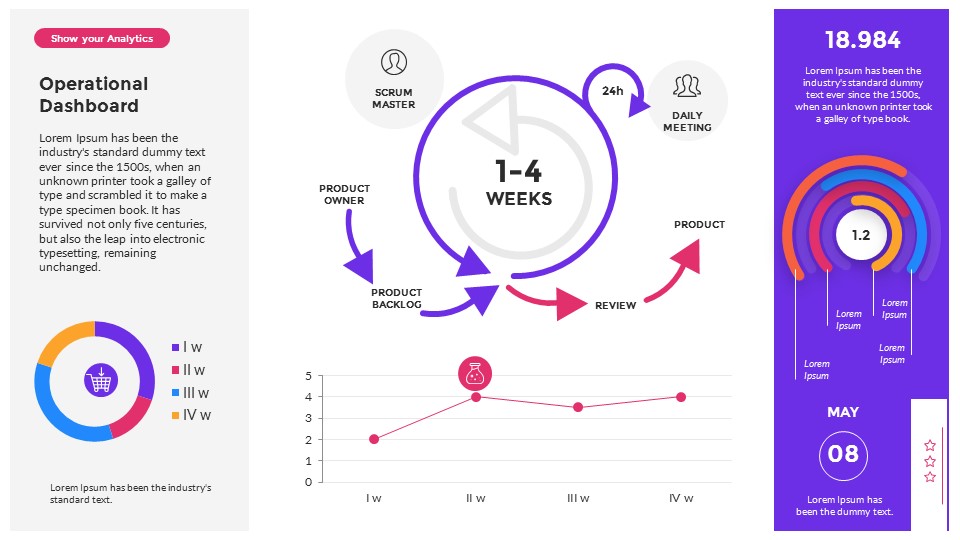 Show your Analytics
Operational
Dashboard
Lorem Ipsum has been the
industry's standard dummy text
ever since the 1500s, when an
unknown printer took a galley of
type and scrambled it to make a
type specimen book. It has
survived not only five centuries,
but also the leap into electronic
typesetting, remaining
unchanged.
I w
II w
III w
IV w
Lorem Ipsum has been the industry's
standard text.
SCRUM
MASTER
24h
DAILY
MEETING
1-4
WEEKS
PRODUCT
OWNER
PRODUCT
BACKLOG
REVIEW
PRODUCT
5
4
3
2
1
0
I w
II w
III w
IV w
18.984
Lorem Ipsum has been the
industry's standard dummy
text ever since the 1500s,
when an unknown printer took
a galley of type book.
1.2
Lorem
Ipsum
Lorem
Ipsum
Lorem
Ipsum
Lorem
Ipsum
MAY
08
Lorem Ipsum has
been the dummy text.